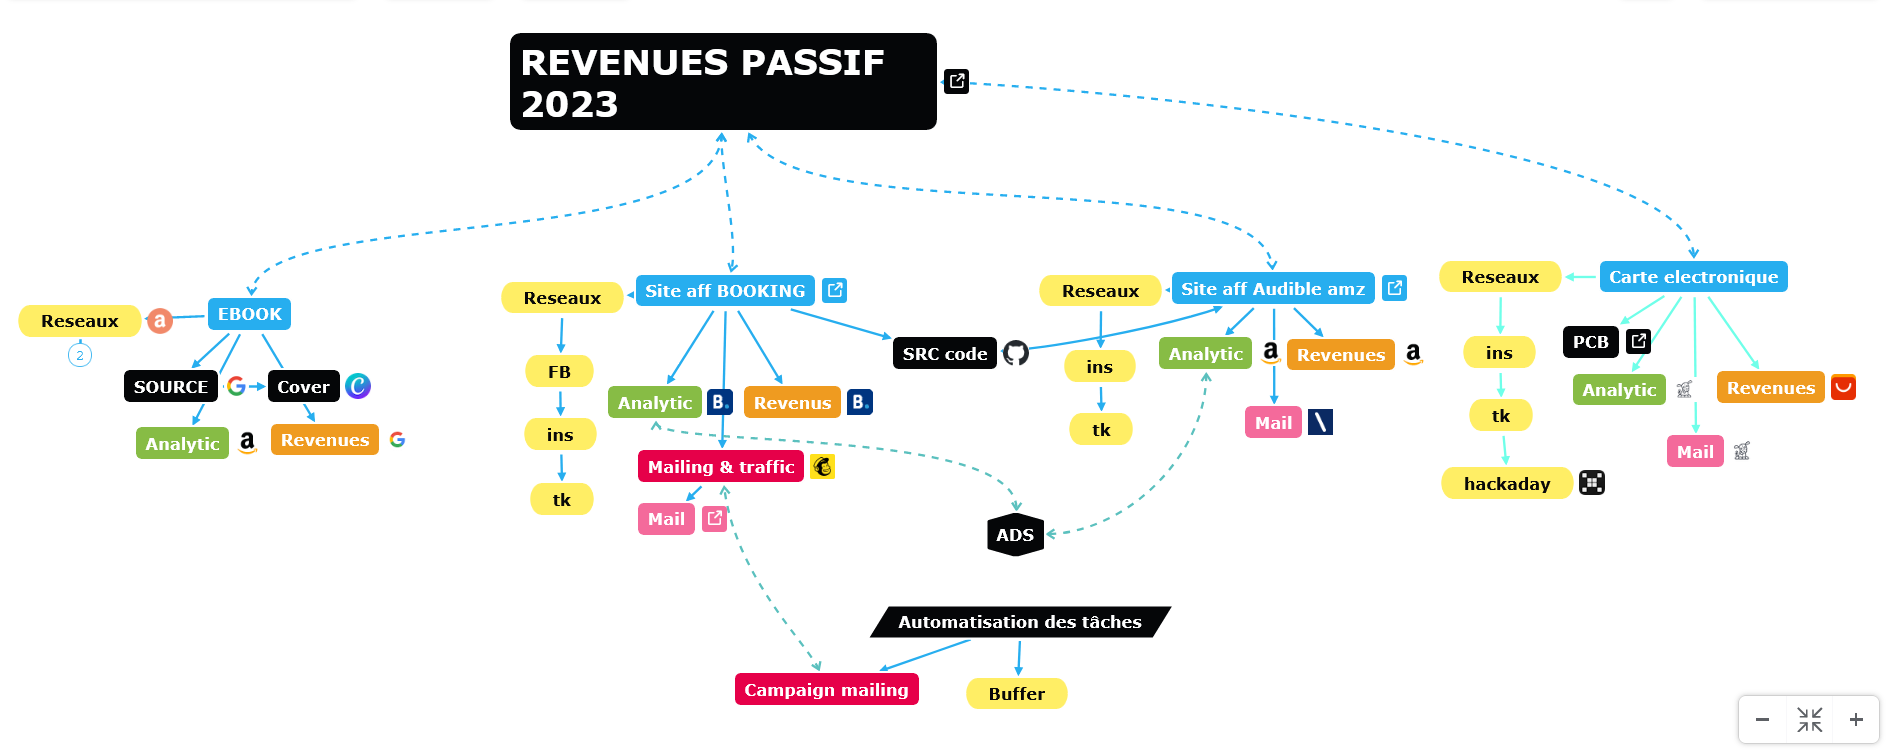 REVENUES PASSIF
2023
EBOOK
Reseaux
a
2
SOURCE
Cover
Analytic
a
Revenues
Site aff BOOKING
Reseaux
FB
ins
tk
Analytic
B.
Revenus
B.
Mailing & traffic
Mail
SRC code
Site aff Audible amz
Reseaux
ins
tk
Analytic
a
Revenues
a
Mail
ADS
Carte electronique
Reseaux
ins
tk
hackaday
PCB
Analytic
Revenues
Mail
Automatisation des tâches
Campaign mailing
Buffer